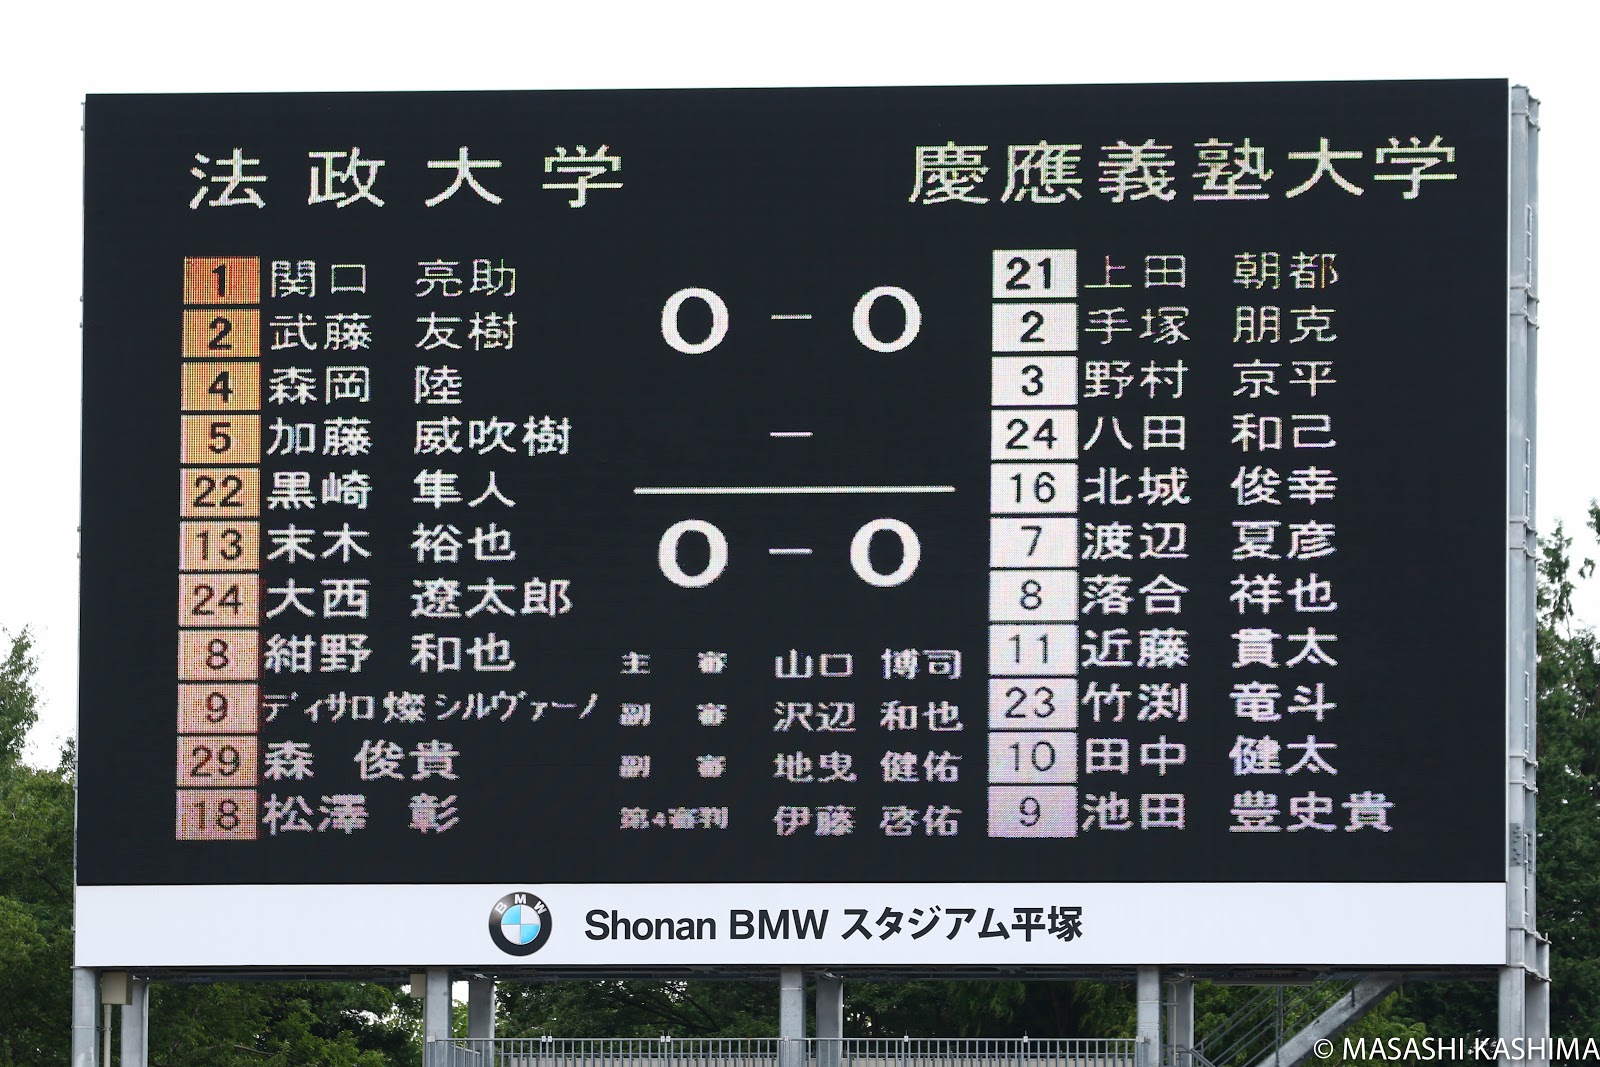 法政大学
慶應義塾大学
1 関口 亮助
2 武藤 友樹
4 森岡 陸
5 加藤 威吹樹
22 黒崎 隼人
13 末木 裕也
24 大西 遼太郎
8 紺野 和也
9 ディサロ燦シルヴァーノ
29 森 俊貴
18 松澤 彰
0 - 0
-
0 - 0
主審 山口 博司
副審 沢辺 和也
副審 地曳 健佑
第4審判 伊藤 啓佑
21 上田 朝都
2 手塚 朋克
3 野村 京平
24 八田 和己
16 北城 俊幸
7 渡辺 夏彦
8 落合 祥也
11 近藤 貫太
23 竹渕 竜斗
10 田中 健太
9 池田 豊史貴
BMW
Shonan BMW スタジアム平塚
© MASASHI KASHIMA